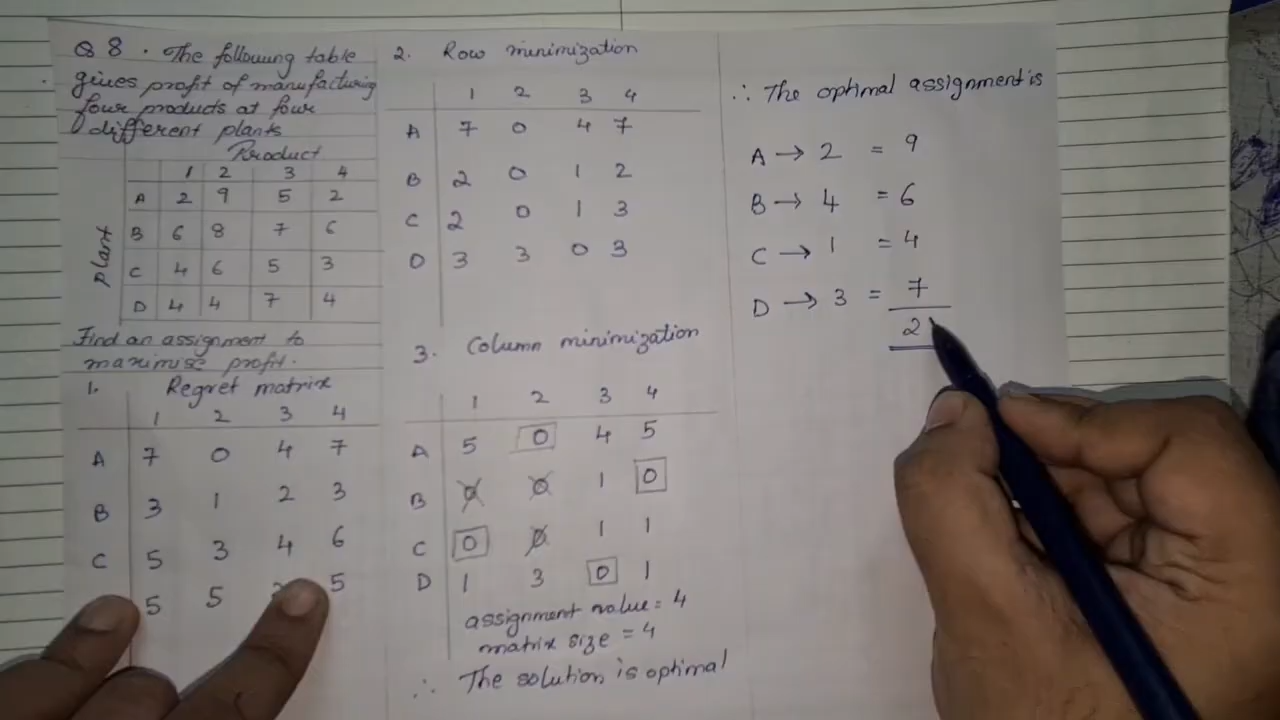 Q 8. The following table
gives profit of manufacturing
four products at four
different plants
Product
1 2 3 4
Plant
A 2 9 5 2
B 6 8 7 6
C 4 6 5 3
D 4 4 7 4
Find an assignment to
maximise profit.
1. Regret matrix
1 2 3 4
A 7 0 4 7
B 3 1 2 3
C 5 3 4 6
5 5 5
2. Row minimization
1 2 3 4
A 7 0 4 7
B 2 0 1 2
C 2 0 1 3
D 3 3 0 3
3. Column minimization
1 2 3 4
A 5 0 4 5
B 0 0 1 0
C 0 0 1 1
D 1 3 0 1
assignment value = 4
matrix size = 4
∴ The solution is optimal
∴ The optimal assignment is
A → 2 = 9
B → 4 = 6
C → 1 = 4
D → 3 = 7
2